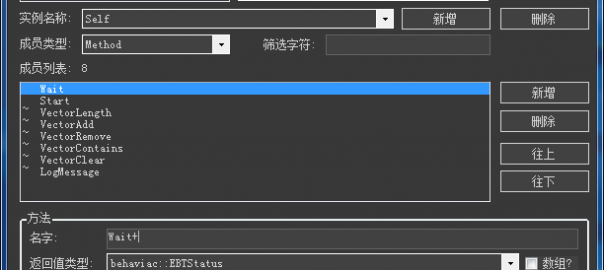 实例名称: Self 新增 删除
成员类型: Method 筛选字符:
成员列表: 8
Wait
Start
~ VectorLength
~ VectorAdd
~ VectorRemove
~ VectorContains
~ VectorClear
~ LogMessage
新增
删除
往上
往下
方法
名字: Wait+
返回值类型: behaviac::EBTStatus 数组?